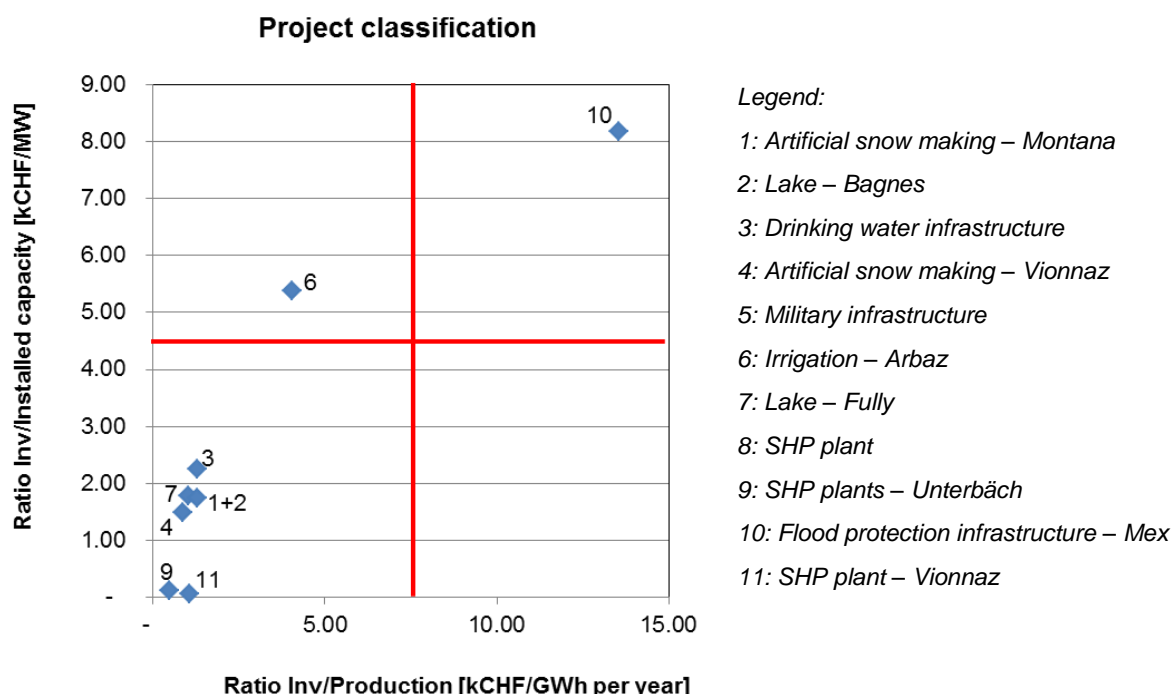 Project classification
Ratio Inv/Installed capacity [kCHF/MW]
9.00
8.00
7.00
6.00
5.00
4.00
3.00
2.00
1.00
-
10
6
3
7
1+2
4
9
11
-
5.00
10.00
15.00
Ratio Inv/Production [kCHF/GWh per year]
Legend:
1: Artificial snow making – Montana
2: Lake – Bagnes
3: Drinking water infrastructure
4: Artificial snow making – Vionnaz
5: Military infrastructure
6: Irrigation – Arbaz
7: Lake – Fully
8: SHP plant
9: SHP plants – Unterbäch
10: Flood protection infrastructure – Mex
11: SHP plant – Vionnaz